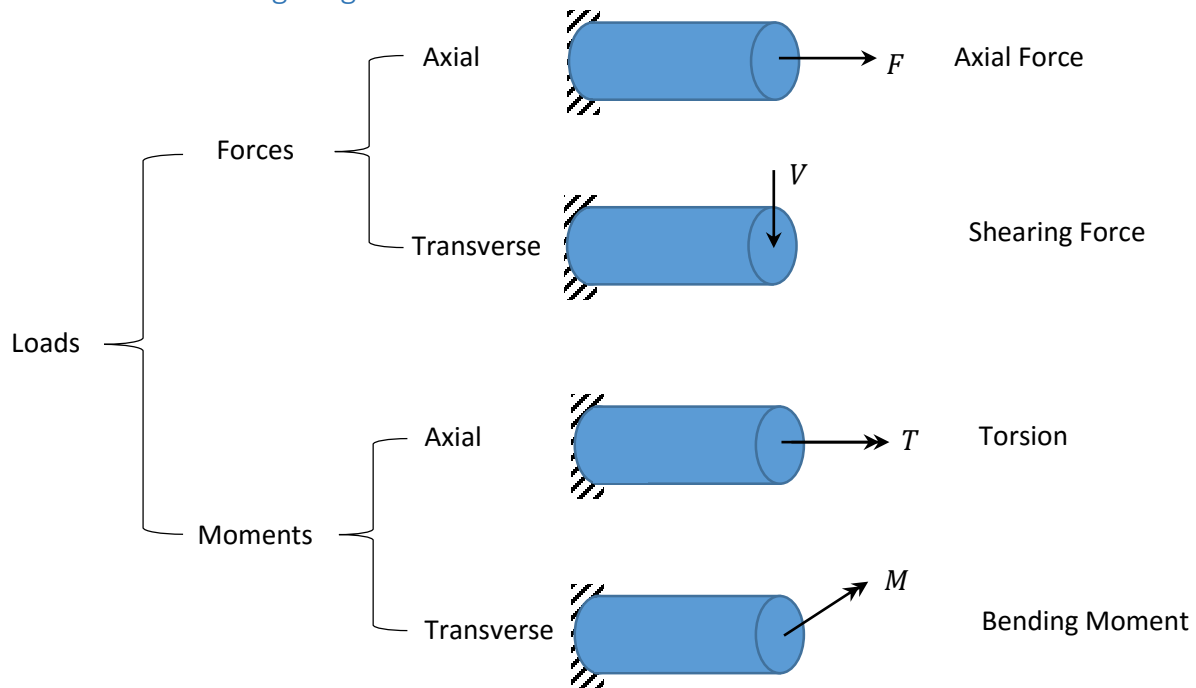 Axial
F
Axial Force
Forces
V
Transverse
Shearing Force
Loads
Axial
T
Torsion
Moments
M
Transverse
Bending Moment